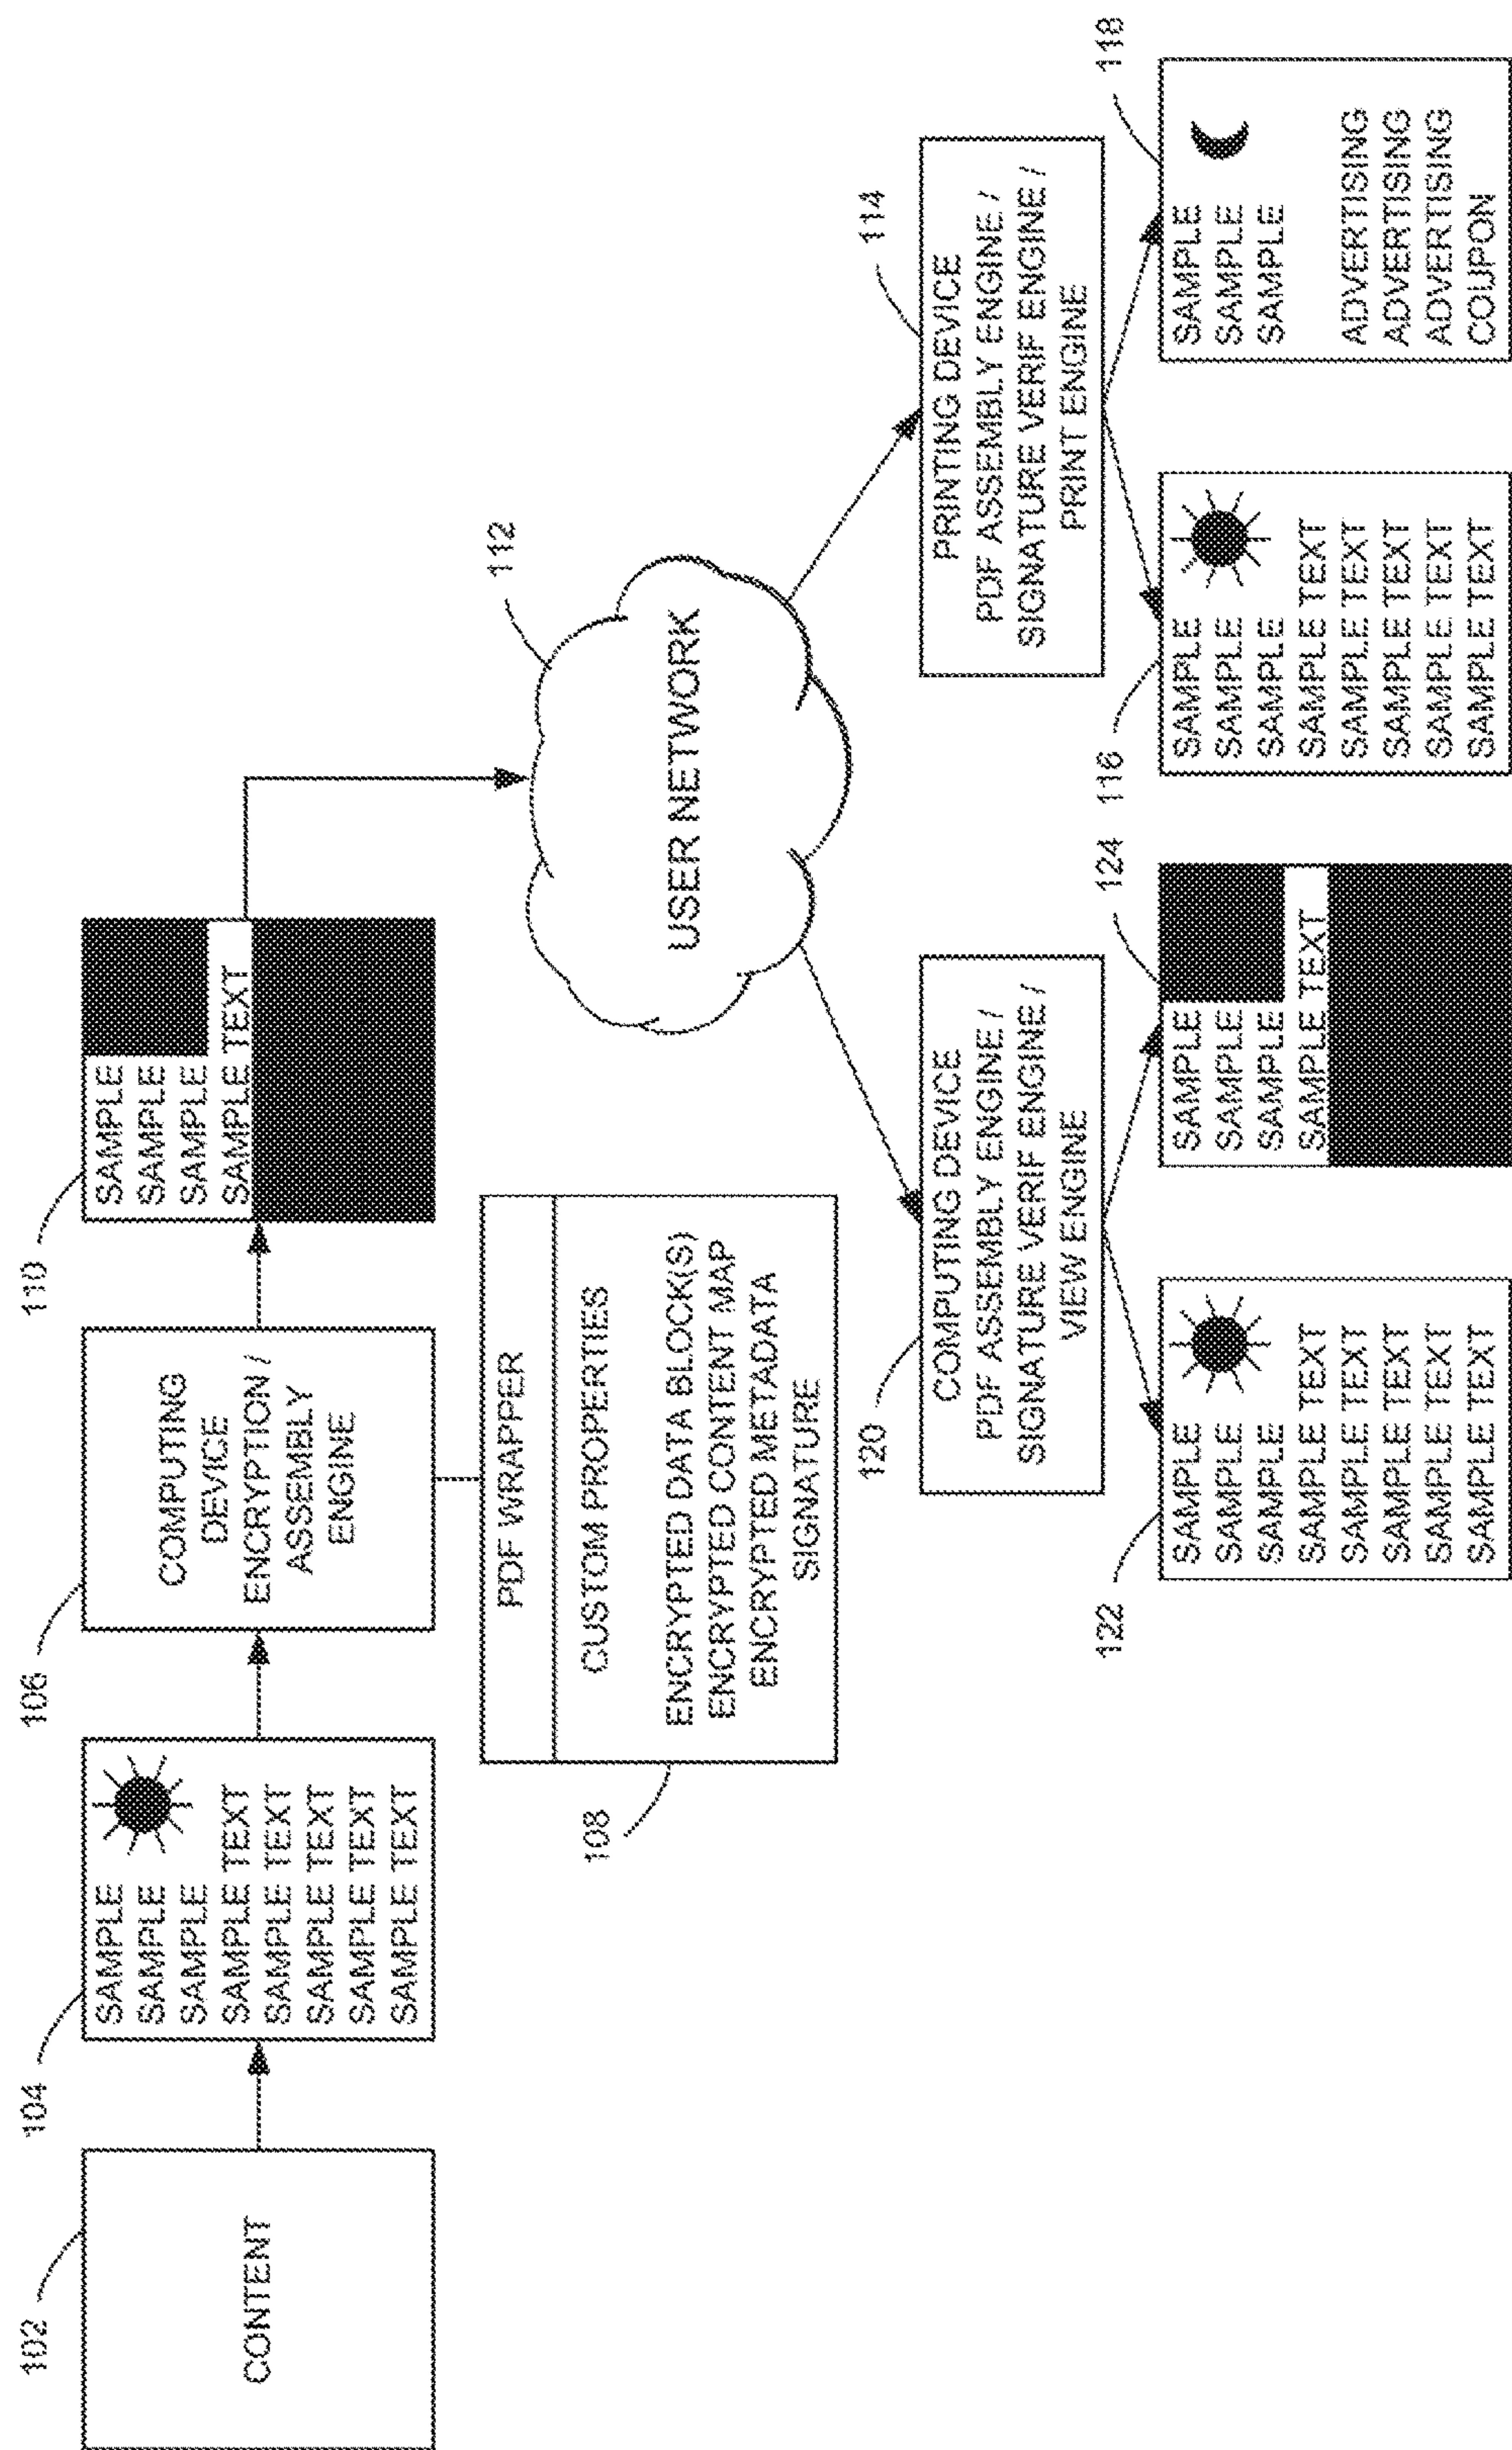 102
CONTENT
104
SAMPLE
SAMPLE
SAMPLE
SAMPLE TEXT
SAMPLE TEXT
SAMPLE TEXT
SAMPLE TEXT
SAMPLE TEXT
106
COMPUTING
DEVICE
ENCRYPTION /
ASSEMBLY
ENGINE
108
PDF WRAPPER
CUSTOM PROPERTIES
ENCRYPTED DATA BLOCK(S)
ENCRYPTED CONTENT MAP
ENCRYPTED METADATA
SIGNATURE
110
SAMPLE
SAMPLE
SAMPLE
SAMPLE TEXT
112
USER NETWORK
120
COMPUTING DEVICE
PDF ASSEMBLY ENGINE /
SIGNATURE VERIF ENGINE /
VIEW ENGINE
114
PRINTING DEVICE
PDF ASSEMBLY ENGINE /
SIGNATURE VERIF ENGINE /
PRINT ENGINE
122
SAMPLE
SAMPLE
SAMPLE
SAMPLE TEXT
SAMPLE TEXT
SAMPLE TEXT
SAMPLE TEXT
SAMPLE TEXT
124
SAMPLE
SAMPLE
SAMPLE
SAMPLE TEXT
116
SAMPLE
SAMPLE
SAMPLE
SAMPLE TEXT
SAMPLE TEXT
SAMPLE TEXT
SAMPLE TEXT
SAMPLE TEXT
118
SAMPLE
SAMPLE
SAMPLE
ADVERTISING
ADVERTISING
ADVERTISING
COUPON